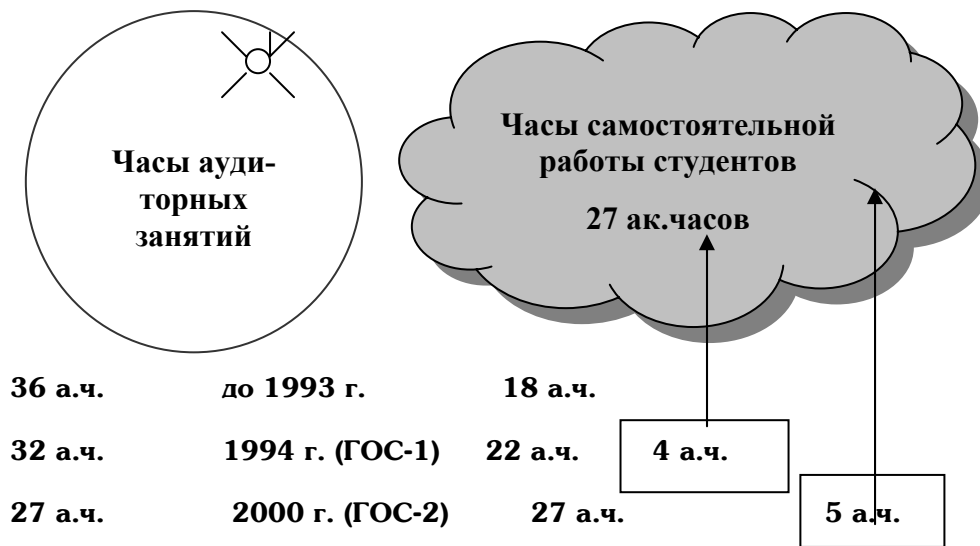 Часы ауди-
торных
занятий
Часы самостоятельной
работы студентов
27 ак.часов
36 а.ч. до 1993 г. 18 а.ч.
32 а.ч. 1994 г. (ГОС-1) 22 а.ч. 4 а.ч.
27 а.ч. 2000 г. (ГОС-2) 27 а.ч. 5 а.ч.